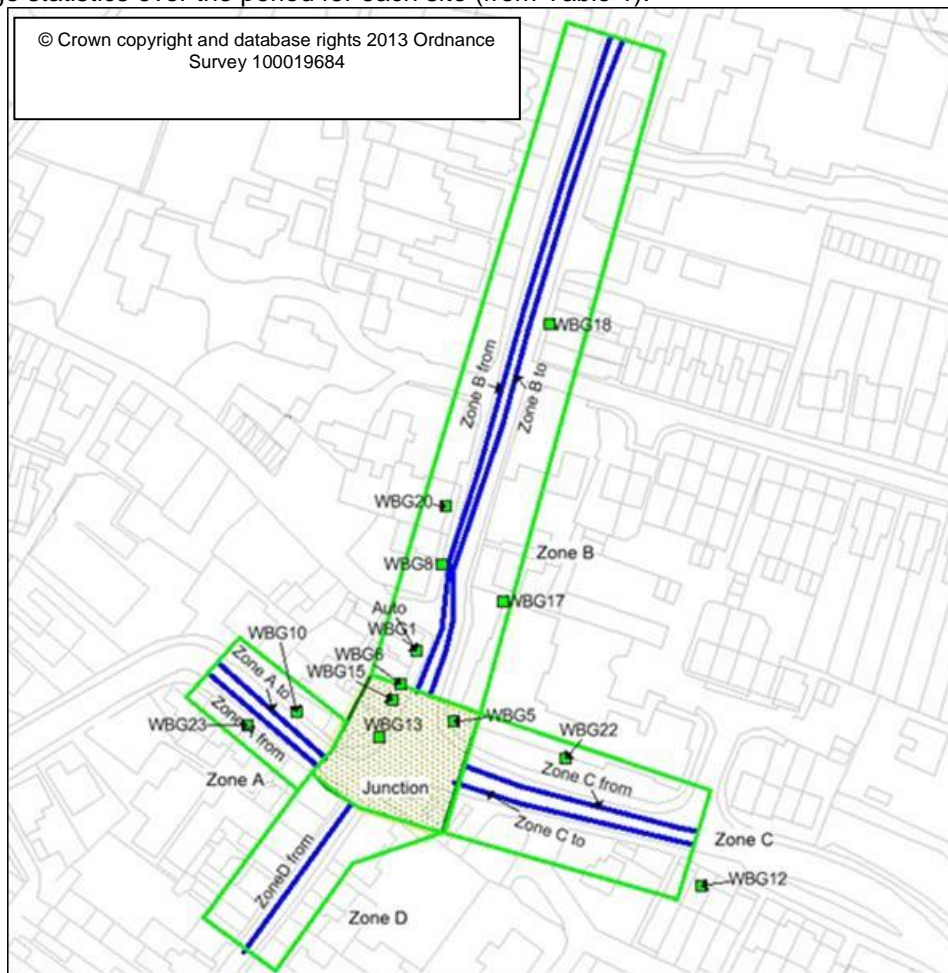 ge statistics over the period for each site (from Table 4).
© Crown copyright and database rights 2013 Ordnance
Survey 100019684
WBG18
Zone B from
Zone B to
WBG20
Zone B
WBG8
WBG17
Auto
WBG1
WBG10
WBG6
WBG15
Zone A to
WBG23
Zone A from
WBG13
WBG5
WBG22
Zone A
Junction
Zone C from
Zone C to
Zone C
ZoneD from
WBG12
Zone D